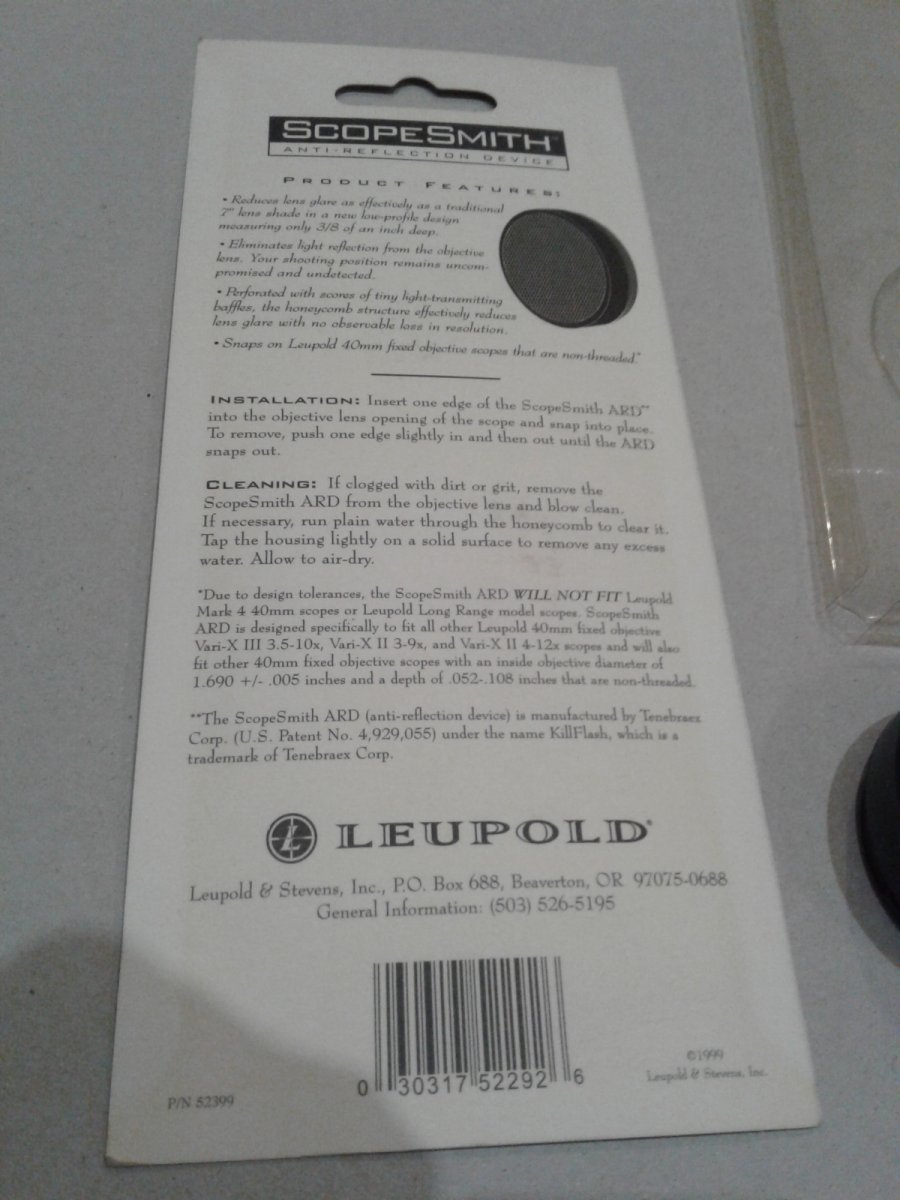 SCOPESMITH™
ANTI-REFLECTION DEVICE
PRODUCT FEATURES:
• Reduces lens glare as effectively as a traditional
7" lens shade in a new low-profile design
measuring only 3/8 of an inch deep.
• Eliminates light reflection from the objective
lens. Your shooting position remains uncom-
promised and undetected.
• Perforated with scores of tiny light-transmitting
baffles, the honeycomb structure effectively reduces
lens glare with no observable loss in resolution.
• Snaps on Leupold 40mm fixed objective scopes that are non-threaded.*
INSTALLATION: Insert one edge of the ScopeSmith ARD**
into the objective lens opening of the scope and snap into place.
To remove, push one edge slightly in and then out until the ARD
snaps out.
CLEANING: If clogged with dirt or grit, remove the
ScopeSmith ARD from the objective lens and blow clean.
If necessary, run plain water through the honeycomb to clear it.
Tap the housing lightly on a solid surface to remove any excess
water. Allow to air-dry.
*Due to design tolerances, the ScopeSmith ARD WILL NOT FIT Leupold
Mark 4 40mm scopes or Leupold Long Range model scopes. ScopeSmith
ARD is designed specifically to fit all other Leupold 40mm fixed objective
Vari-X III 3.5-10x, Vari-X II 3-9x, and Vari-X II 4-12x scopes and will also
fit other 40mm fixed objective scopes with an inside objective diameter of
1.690 +/- .005 inches and a depth of .052-.108 inches that are non-threaded.
**The ScopeSmith ARD (anti-reflection device) is manufactured by Tenebraex
Corp. (U.S. Patent No. 4,929,055) under the name KillFlash, which is a
trademark of Tenebraex Corp.
L LEUPOLD®
Leupold & Stevens, Inc., P.O. Box 688, Beaverton, OR 97075-0688
General Information: (503) 526-5195
0 30317 52292 6
©1999
Leupold & Stevens, Inc.
P/N 52399